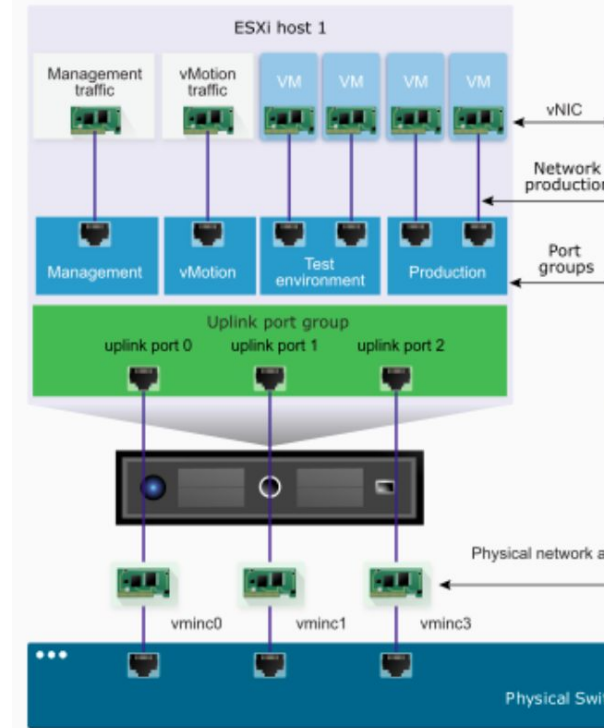 ESXi host 1
Management
traffic
vMotion
traffic
VM
VM
VM
VM
vNIC
Network
production
Port
groups
Management
vMotion
Test
environment
Production
Uplink port group
uplink port 0
uplink port 1
uplink port 2
Physical network a
vminc0
vminc1
vminc3
Physical Swit